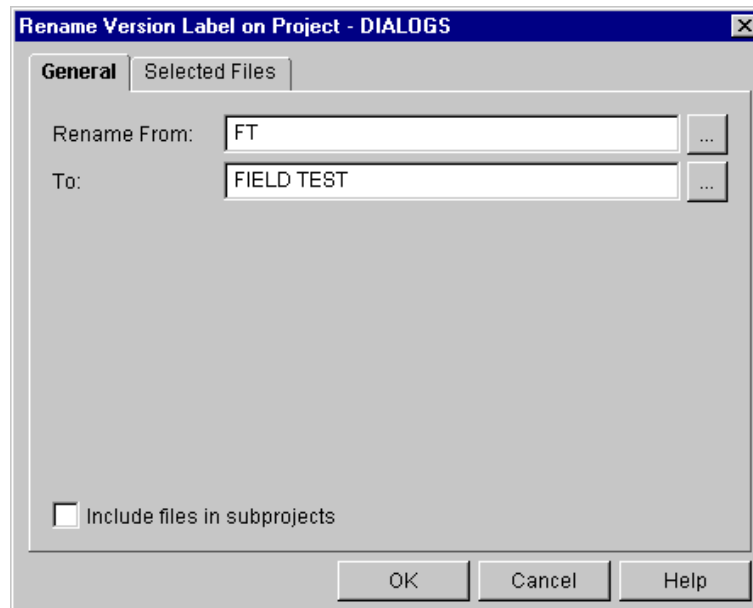 Rename Version Label on Project - DIALOGS
General Selected Files
Rename From: FT ...
To: FIELD TEST ...
Include files in subprojects
OK Cancel Help